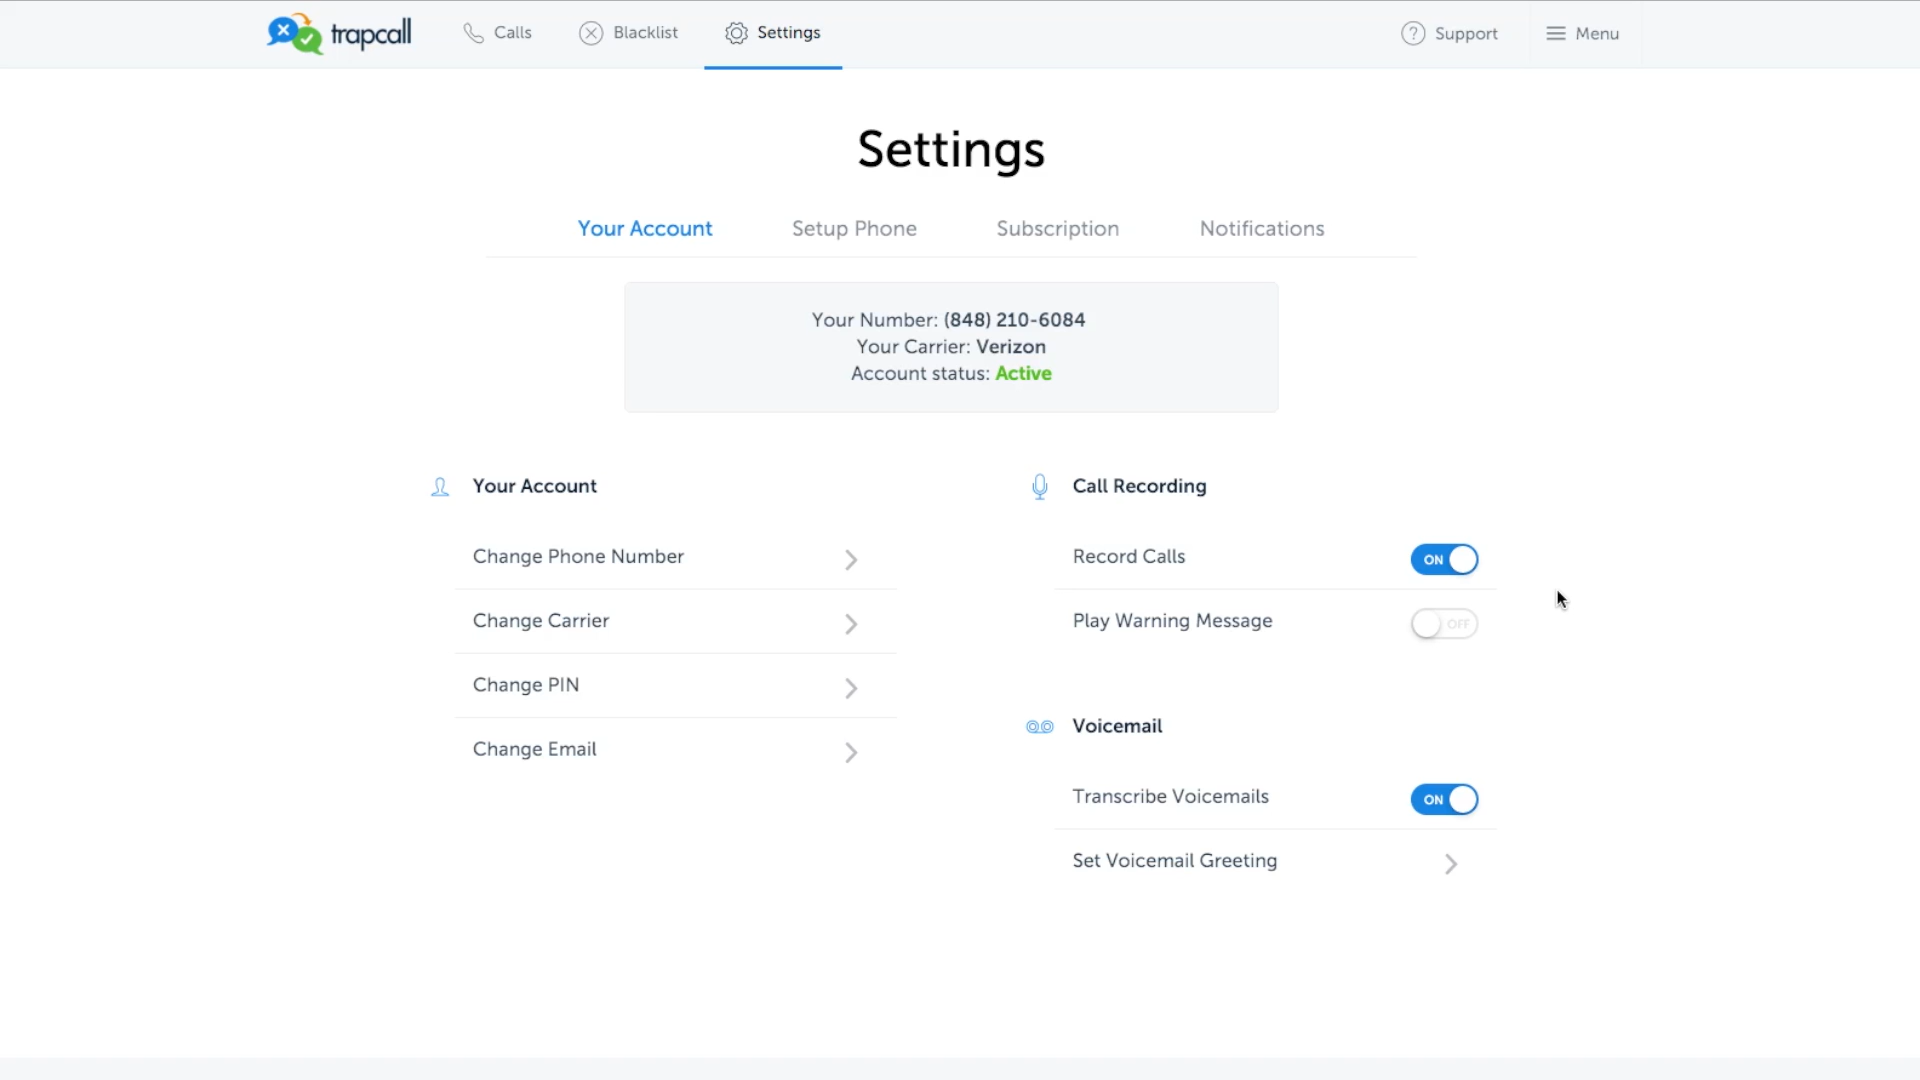 trapcall
Calls
Blacklist
Settings
Support
Menu
Settings
Your Account
Setup Phone
Subscription
Notifications
Your Number: (848) 210-6084
Your Carrier: Verizon
Account status: Active
Your Account
Change Phone Number
Change Carrier
Change PIN
Change Email
Call Recording
Record Calls
ON
Play Warning Message
OFF
Voicemail
Transcribe Voicemails
ON
Set Voicemail Greeting